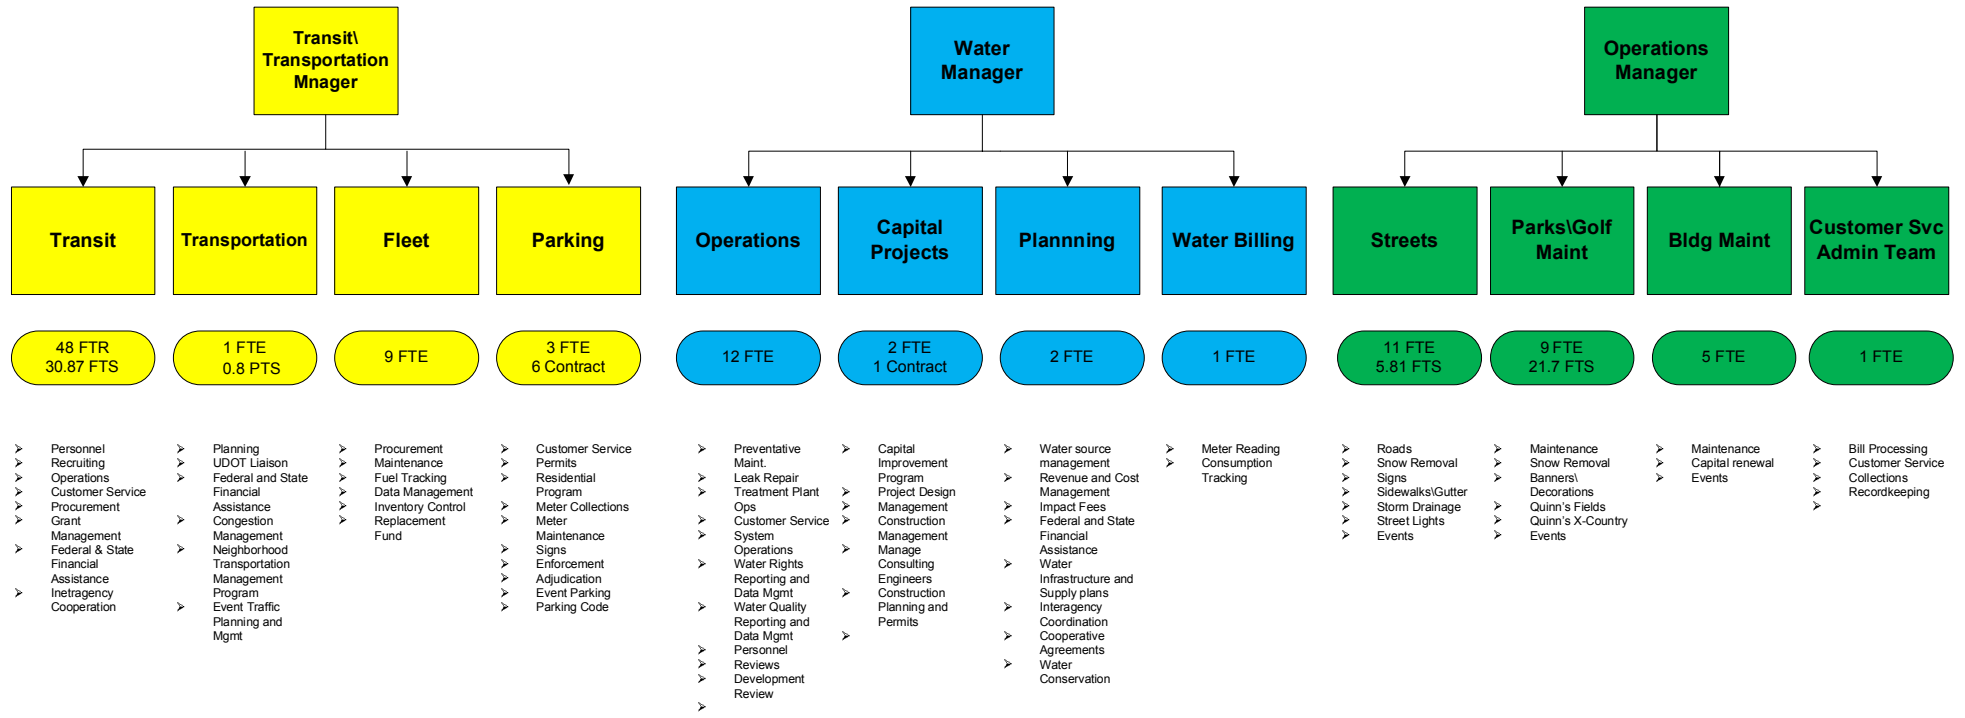 Transit\
Transportation
Mnager
Water
Manager
Operations
Manager
Transit
Transportation
Fleet
Parking
Operations
Capital
Projects
Plannning
Water Billing
Streets
Parks\Golf
Maint
Bldg Maint
Customer Svc
Admin Team
48 FTR
30.87 FTS
1 FTE
0.8 PTS
9 FTE
3 FTE
6 Contract
12 FTE
2 FTE
1 Contract
2 FTE
1 FTE
11 FTE
5.81 FTS
9 FTE
21.7 FTS
5 FTE
1 FTE
Personnel
Recruiting
Operations
Customer Service
Procurement
Grant
Management
Federal & State
Financial
Assistance
Inetragency
Cooperation
Planning
UDOT Liaison
Federal and State
Financial
Assistance
Congestion
Management
Neighborhood
Transportation
Management
Program
Event Traffic
Planning and
Mgmt
Procurement
Maintenance
Fuel Tracking
Data Management
Inventory Control
Replacement
Fund
Customer Service
Permits
Residential
Program
Meter Collections
Meter
Maintenance
Signs
Enforcement
Adjudication
Event Parking
Parking Code
Preventative
Maint.
Leak Repair
Treatment Plant
Ops
Customer Service
System
Operations
Water Rights
Reporting and
Data Mgmt
Water Quality
Reporting and
Data Mgmt
Personnel
Reviews
Development
Review
Capital
Improvement
Program
Project Design
Management
Construction
Management
Manage
Consulting
Engineers
Construction
Planning and
Permits
Water source
management
Revenue and Cost
Management
Impact Fees
Federal and State
Financial
Assistance
Water
Infrastructure and
Supply plans
Interagency
Coordination
Cooperative
Agreements
Water
Conservation
Meter Reading
Consumption
Tracking
Roads
Snow Removal
Signs
Sidewalks\Gutter
Storm Drainage
Street Lights
Events
Maintenance
Snow Removal
Banners\
Decorations
Quinn's Fields
Quinn's X-Country
Events
Maintenance
Capital renewal
Events
Bill Processing
Customer Service
Collections
Recordkeeping